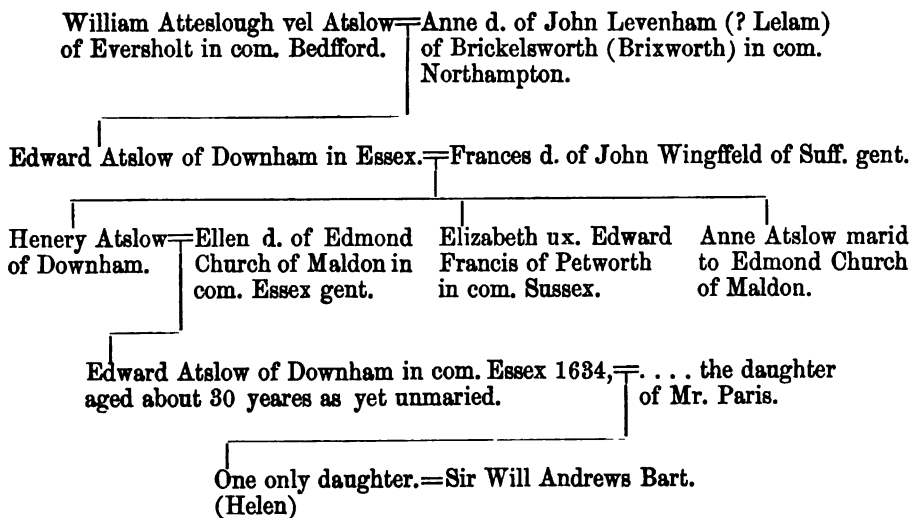 William Atteslough vel Atslow=Anne d. of John Levenham (? Lelam)
of Eversholt in com. Bedfford. of Brickelsworth (Brixworth) in com.
Northampton.
Edward Atslow of Downham in Essex.=Frances d. of John Wingffeld of Suff. gent.
Henery Atslow=Ellen d. of Edmond Elizabeth ux. Edward Anne Atslow marid
of Downham. Church of Maldon in Francis of Petworth to Edmond Church
com. Essex gent. in com. Sussex. of Maldon.
Edward Atslow of Downham in com. Essex 1634,=. . . . the daughter
aged about 30 yeares as yet unmaried. of Mr. Paris.
One only daughter.=Sir Will Andrews Bart.
(Helen)